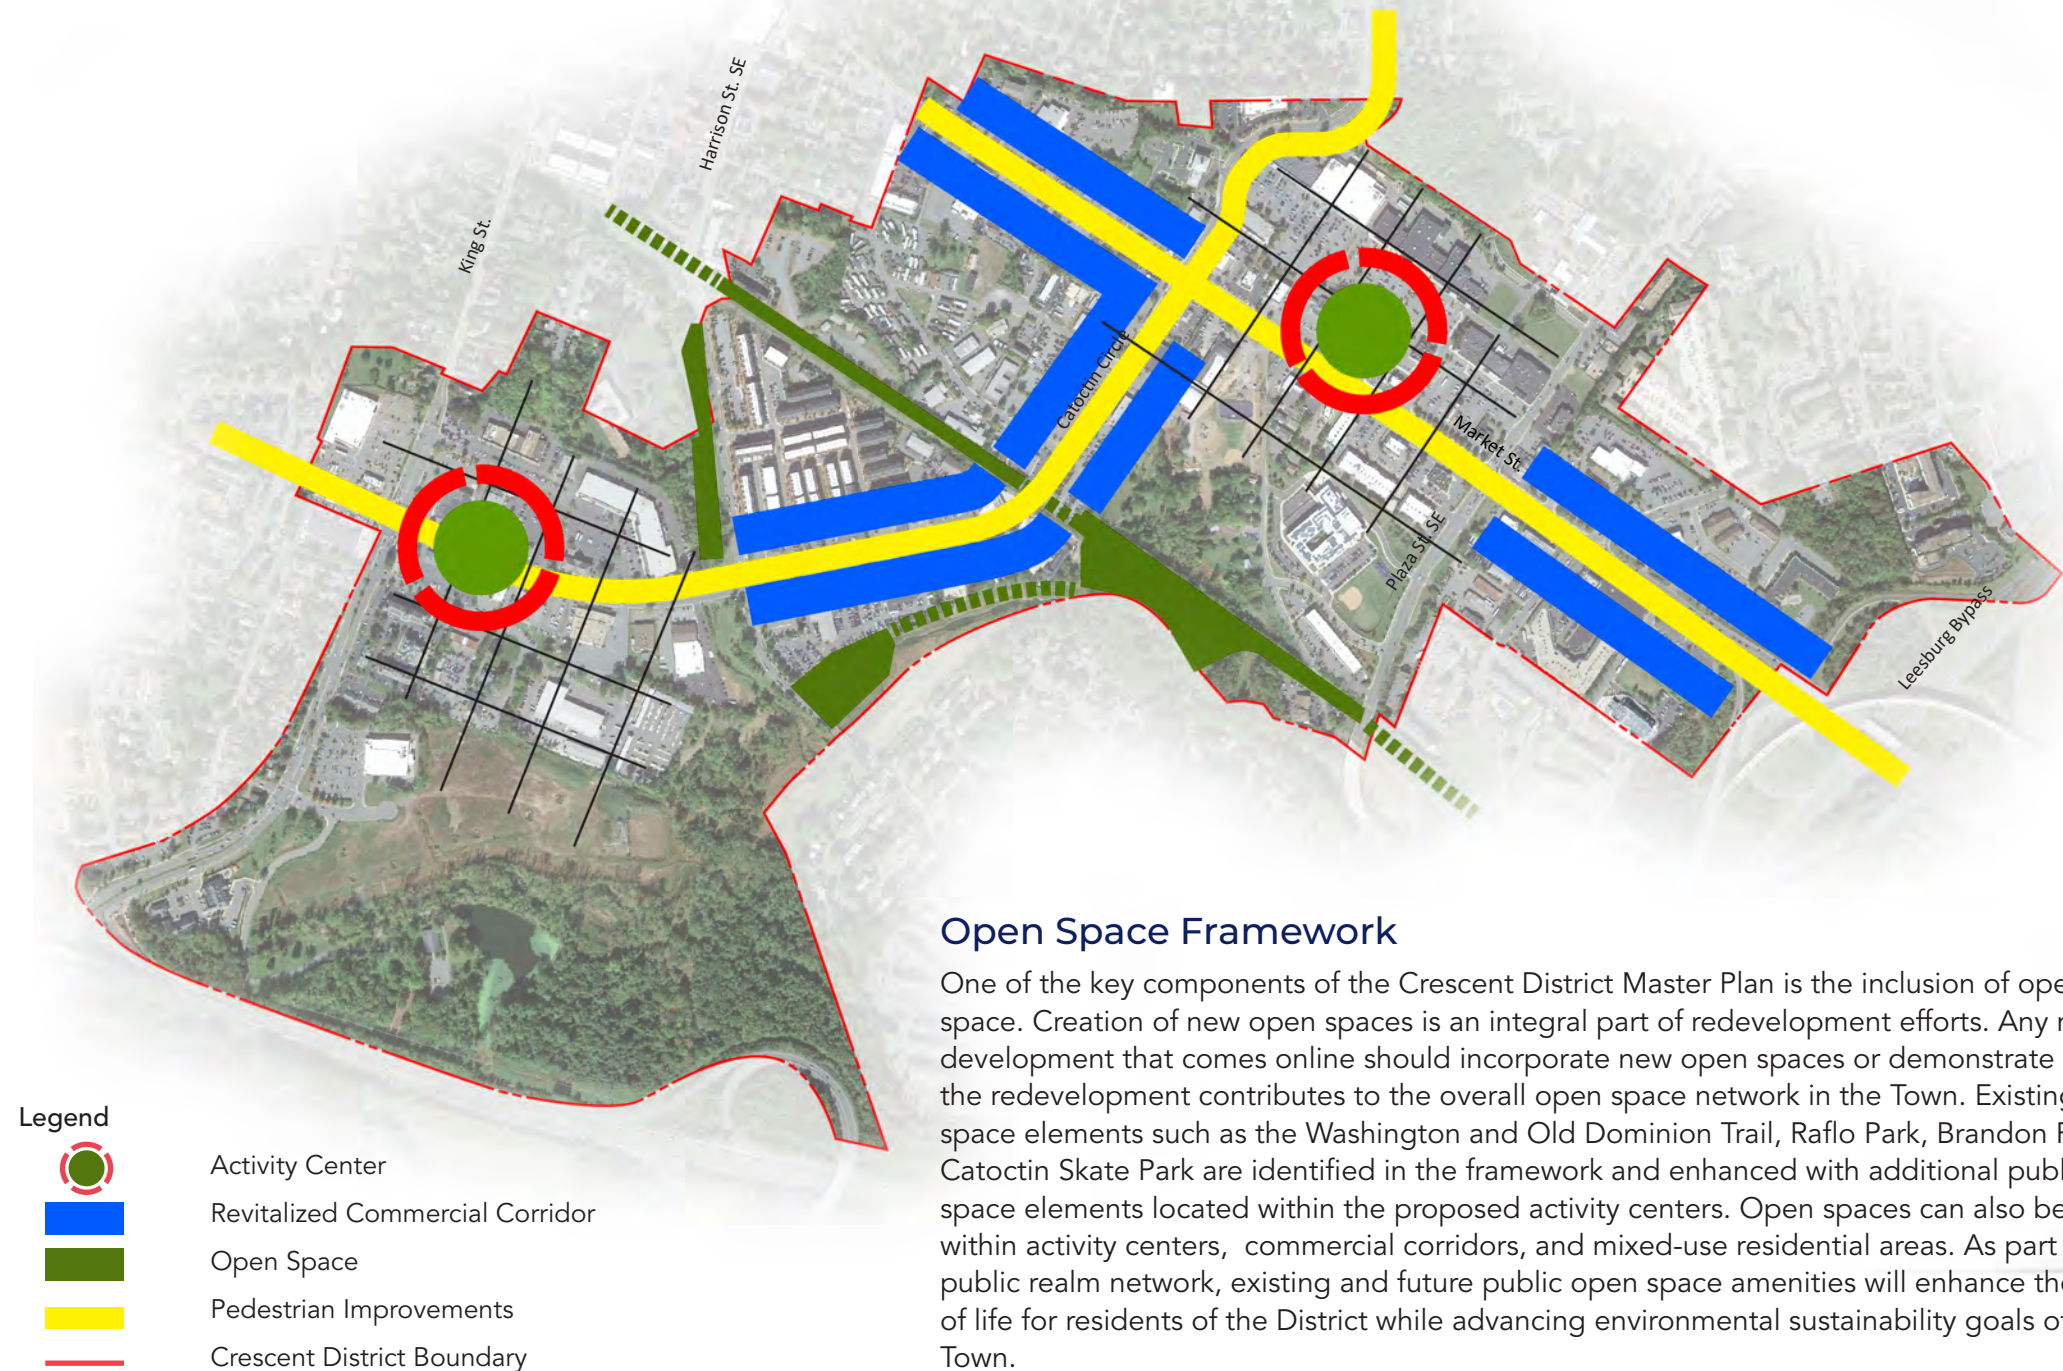 Harrison St. SE
King St.
Catoctin Circle
Market St.
Plaza St. SE
Leesburg Bypass
Open Space Framework
One of the key components of the Crescent District Master Plan is the inclusion of
space. Creation of new open spaces is an integral part of redevelopment efforts. Any
development that comes online should incorporate new open spaces or demonstrate
the redevelopment contributes to the overall open space network in the Town. Existing
space elements such as the Washington and Old Dominion Trail, Raflo Park, Brandon
Catoctin Skate Park are identified in the framework and enhanced with additional
space elements located within the proposed activity centers. Open spaces can also be
within activity centers, commercial corridors, and mixed-use residential areas. As part
public realm network, existing and future public open space amenities will enhance the
of life for residents of the District while advancing environmental sustainability goals
Town.
Legend
Activity Center
Revitalized Commercial Corridor
Open Space
Pedestrian Improvements
Crescent District Boundary